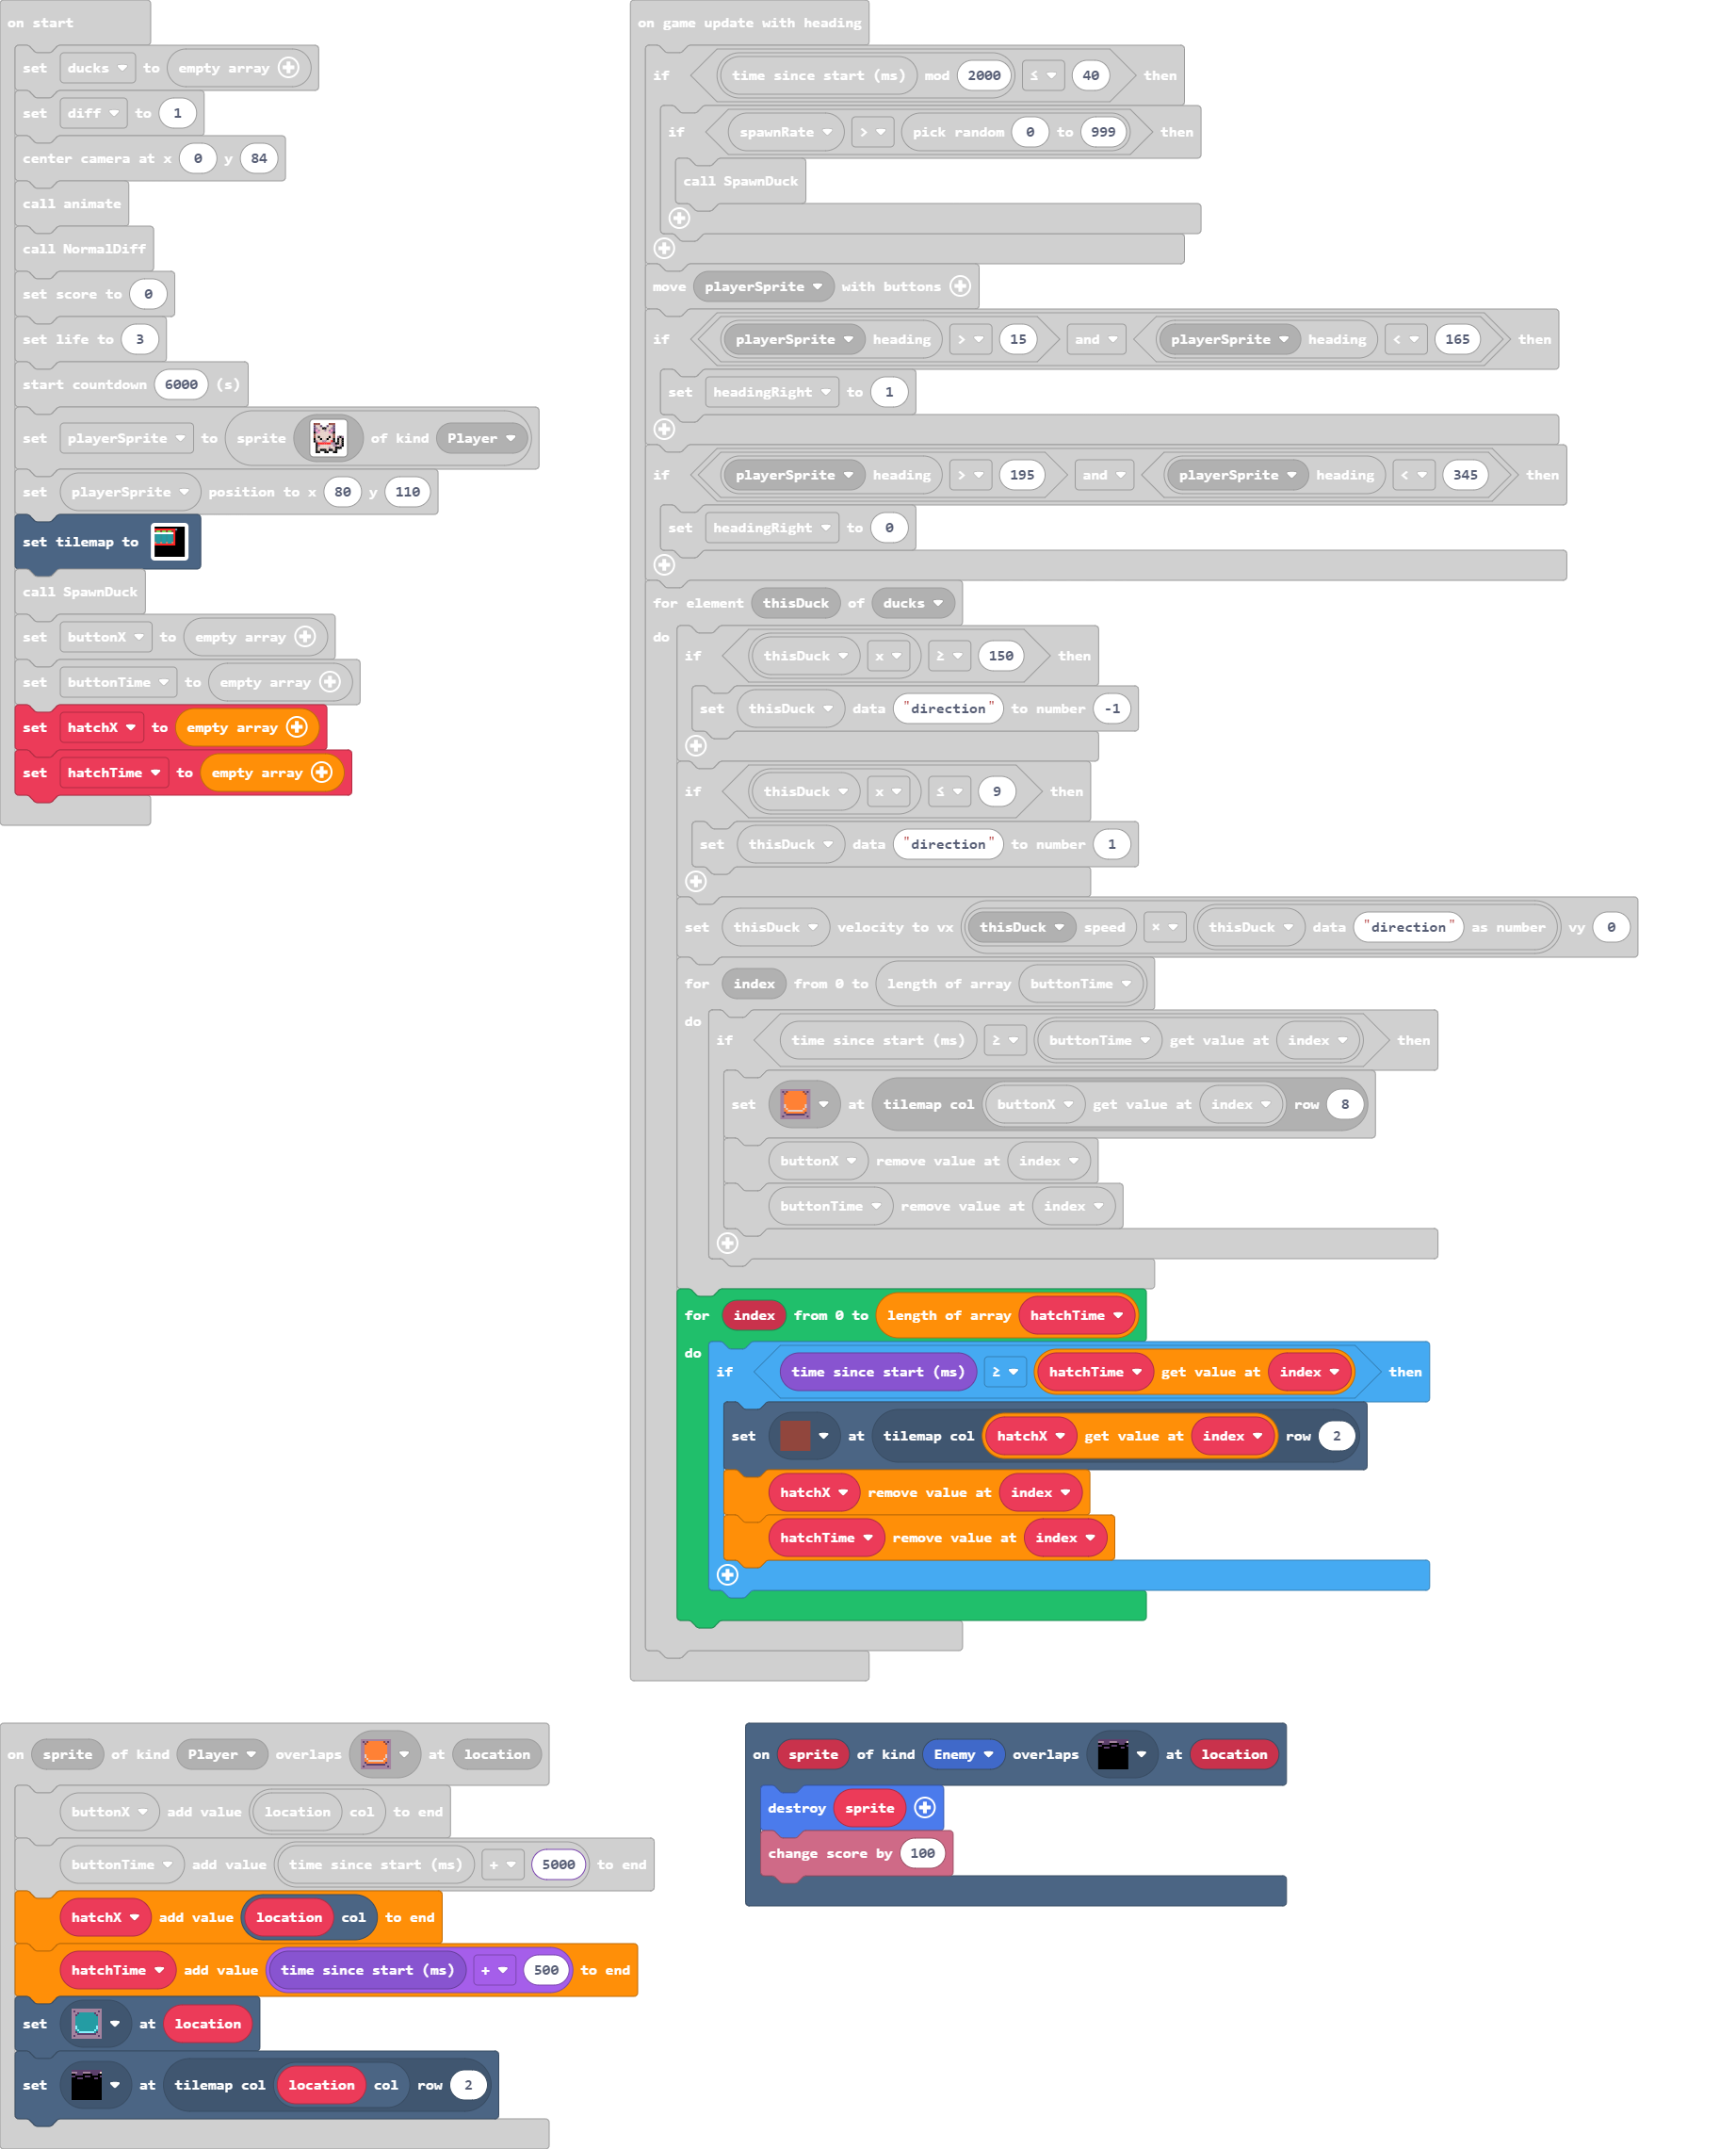 on start
set ducks to empty array
set diff to 1
center camera at x 0 y 84
call animate
call NormalDiff
set score to 0
set life to 3
start countdown 6000 (s)
set playerSprite to sprite of kind Player
set playerSprite position to x 80 y 110
set tilemap to
call SpawnDuck
set buttonX to empty array
set buttonTime to empty array
set hatchX to empty array
set hatchTime to empty array
on game update with heading
if time since start (ms) mod 2000 ≤ 40 then
if spawnRate > pick random 0 to 999 then
call SpawnDuck
move playerSprite with buttons
if playerSprite heading > 15 and playerSprite heading < 165 then
set headingRight to 1
if playerSprite heading > 195 and playerSprite heading < 345 then
set headingRight to 0
for element thisDuck of ducks
do
if thisDuck x ≥ 150 then
set thisDuck data "direction" to number -1
if thisDuck x ≤ 9 then
set thisDuck data "direction" to number 1
set thisDuck velocity to vx thisDuck speed × thisDuck data "direction" as number vy 0
for index from 0 to length of array buttonTime
do
if time since start (ms) ≥ buttonTime get value at index then
set at tilemap col buttonX get value at index row 8
buttonX remove value at index
buttonTime remove value at index
for index from 0 to length of array hatchTime
do
if time since start (ms) ≥ hatchTime get value at index then
set at tilemap col hatchX get value at index row 2
hatchX remove value at index
hatchTime remove value at index
on sprite of kind Player overlaps at location
buttonX add value location col to end
buttonTime add value time since start (ms) + 5000 to end
hatchX add value location col to end
hatchTime add value time since start (ms) + 500 to end
set at location
set at tilemap col location col row 2
on sprite of kind Enemy overlaps at location
destroy sprite
change score by 100